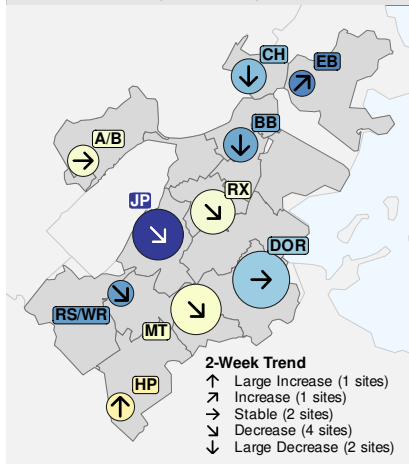 CH
EB
BB
A/B
RX
JP
DOR
RS/WR
MT
HP
2-Week Trend
↑ Large Increase (1 sites)
↗ Increase (1 sites)
→ Stable (2 sites)
↘ Decrease (4 sites)
↓ Large Decrease (2 sites)